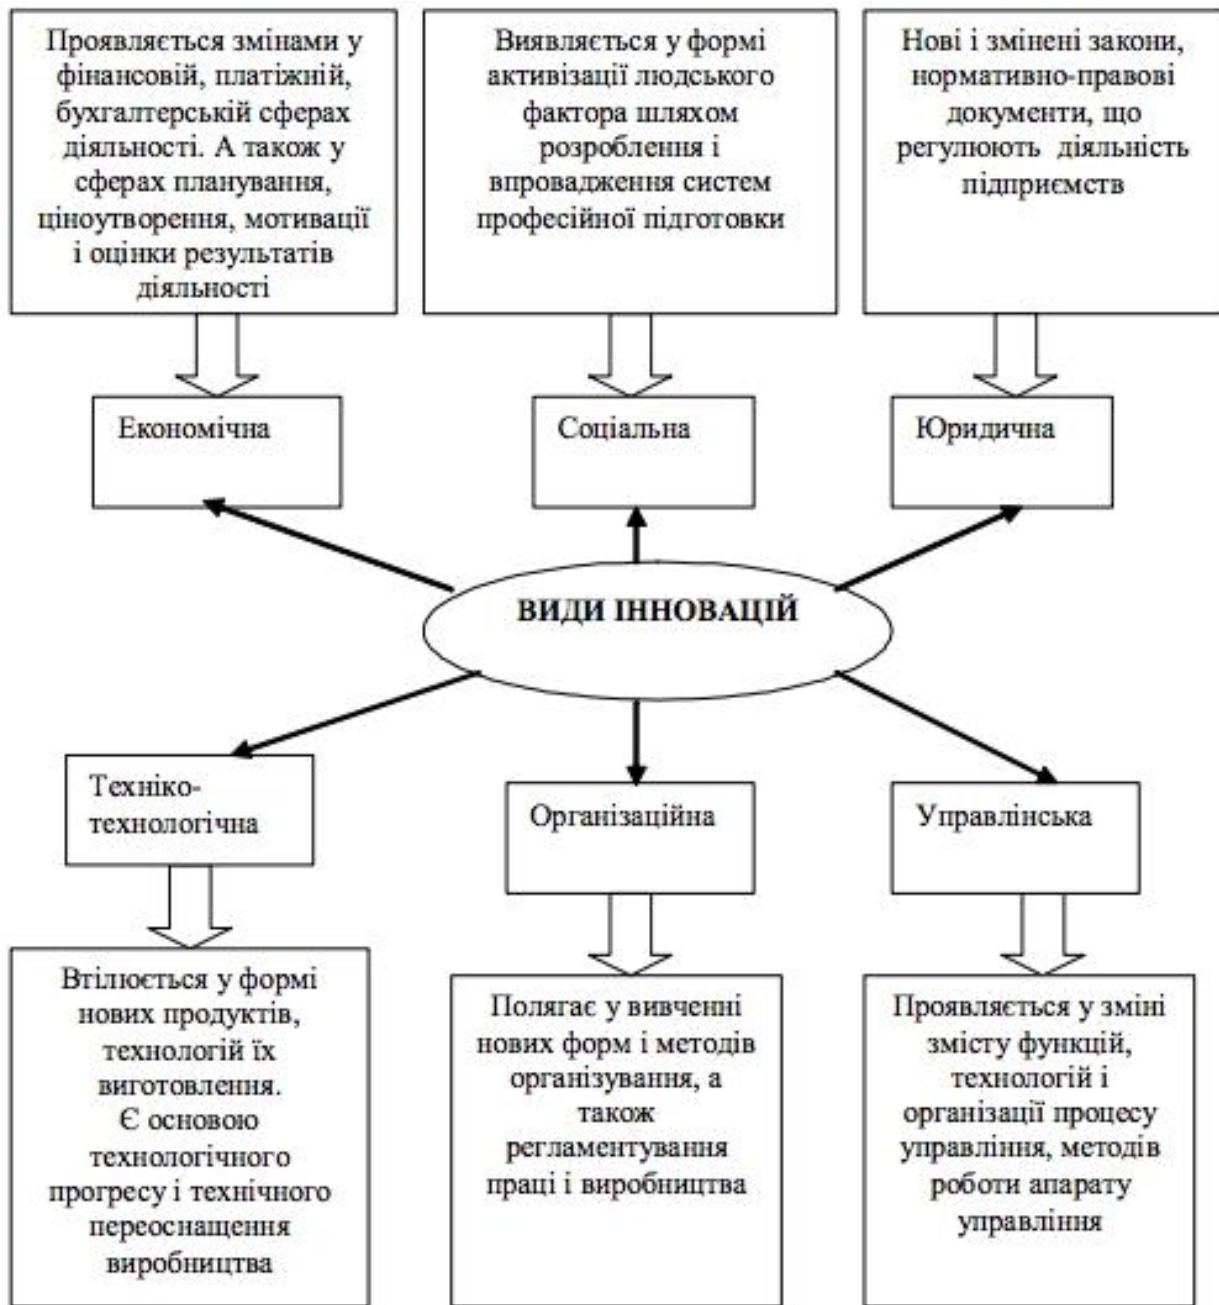 Проявляється змінами у
фінансовій, платіжній,
бухгалтерській сферах
діяльності. А також у
сферах планування,
ціноутворення, мотивації
і оцінки результатів
діяльності
Виявляється у формі
активізації людського
фактора шляхом
розроблення і
впровадження систем
професійної підготовки
Нові і змінені закони,
нормативно-правові
документи, що
регулюють діяльність
підприємств
Економічна
Соціальна
Юридична
ВИДИ ІННОВАЦІЙ
Техніко-
технологічна
Організаційна
Управлінська
Втілюється у формі
нових продуктів,
технологій їх
виготовлення.
Є основою
технологічного
прогресу і технічного
переоснащення
виробництва
Полягає у вивченні
нових форм і методів
організування, а
також
регламентування
праці і виробництва
Проявляється у зміні
змісту функцій,
технологій і
організації процесу
управління, методів
роботи апарату
управління